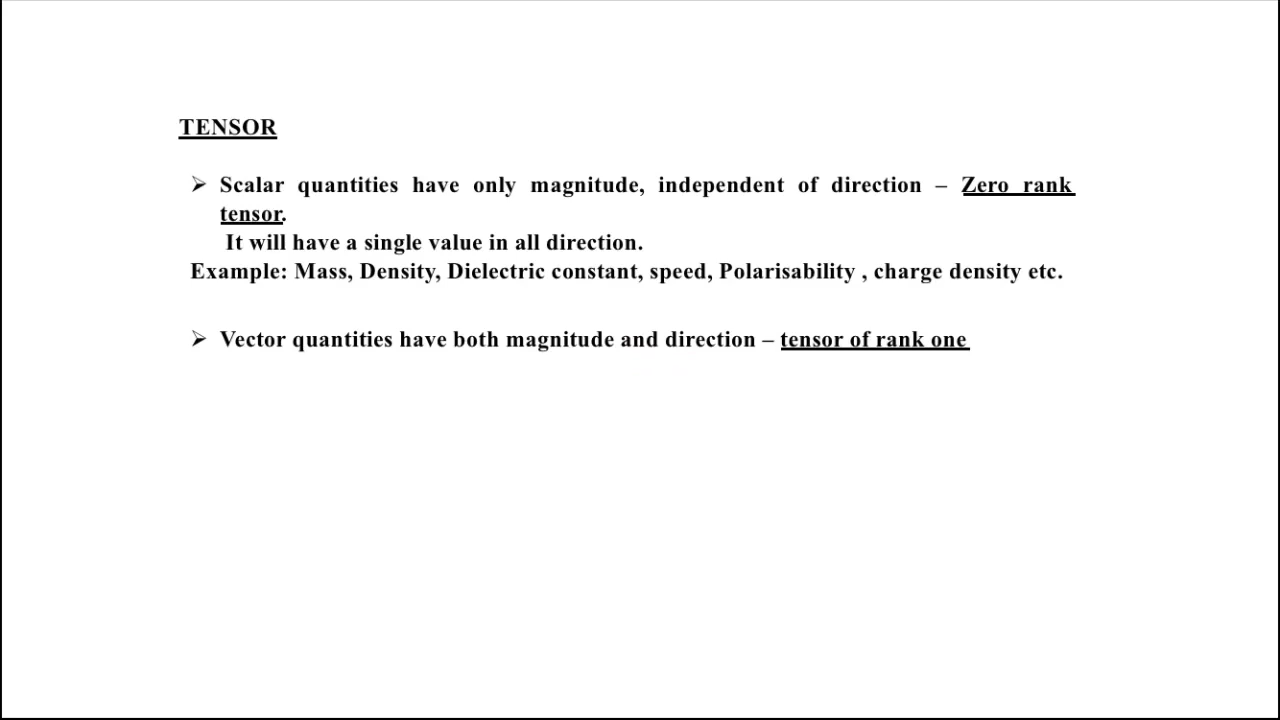 TENSOR
➢ Scalar quantities have only magnitude, independent of direction – Zero rank
tensor.
It will have a single value in all direction.
Example: Mass, Density, Dielectric constant, speed, Polarisability , charge density etc.
➢ Vector quantities have both magnitude and direction – tensor of rank one